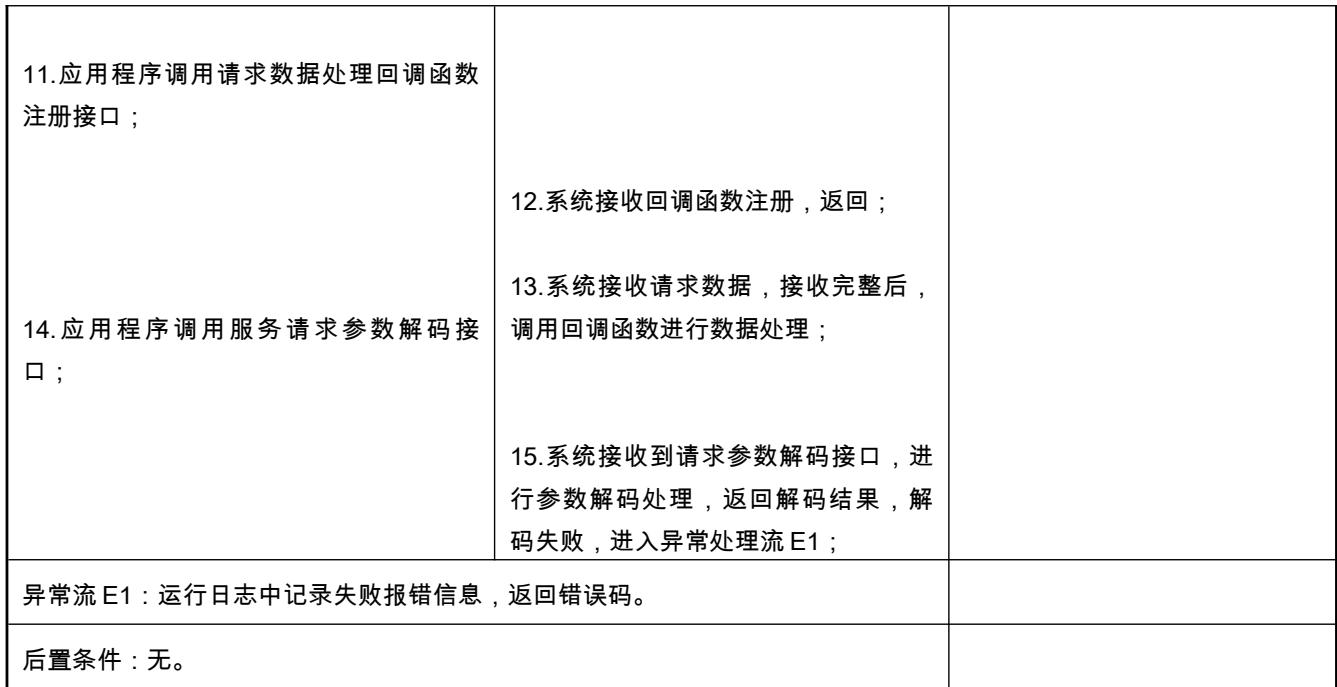 11.应用程序调用请求数据处理回调函数
注册接口；
12.系统接收回调函数注册，返回；
13.系统接收请求数据，接收完整后，
调用回调函数进行数据处理；
14.应用程序调用服务请求参数解码接
口；
15.系统接收到请求参数解码接口，进
行参数解码处理，返回解码结果，解
码失败，进入异常处理流 E1；
异常流 E1：运行日志中记录失败报错信息，返回错误码。
后置条件：无。